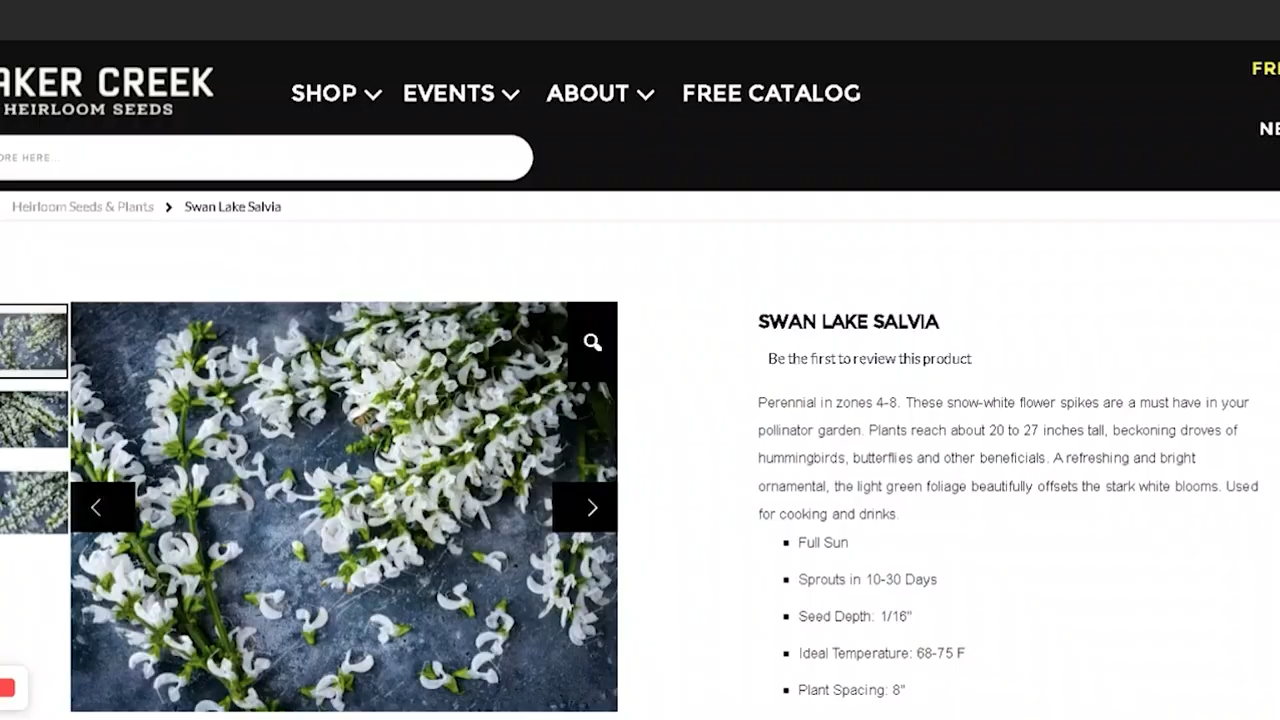 AKER CREEK
HEIRLOOM SEEDS
SHOP EVENTS ABOUT FREE CATALOG
FRE
NE
ORE HERE...
Heirloom Seeds & Plants > Swan Lake Salvia
SWAN LAKE SALVIA
Be the first to review this product
Perennial in zones 4-8. These snow-white flower spikes are a must have in your
pollinator garden. Plants reach about 20 to 27 inches tall, beckoning droves of
hummingbirds, butterflies and other beneficials. A refreshing and bright
ornamental, the light green foliage beautifully offsets the stark white blooms. Used
for cooking and drinks.
Full Sun
Sprouts in 10-30 Days
Seed Depth: 1/16"
Ideal Temperature: 68-75 F
Plant Spacing: 8"